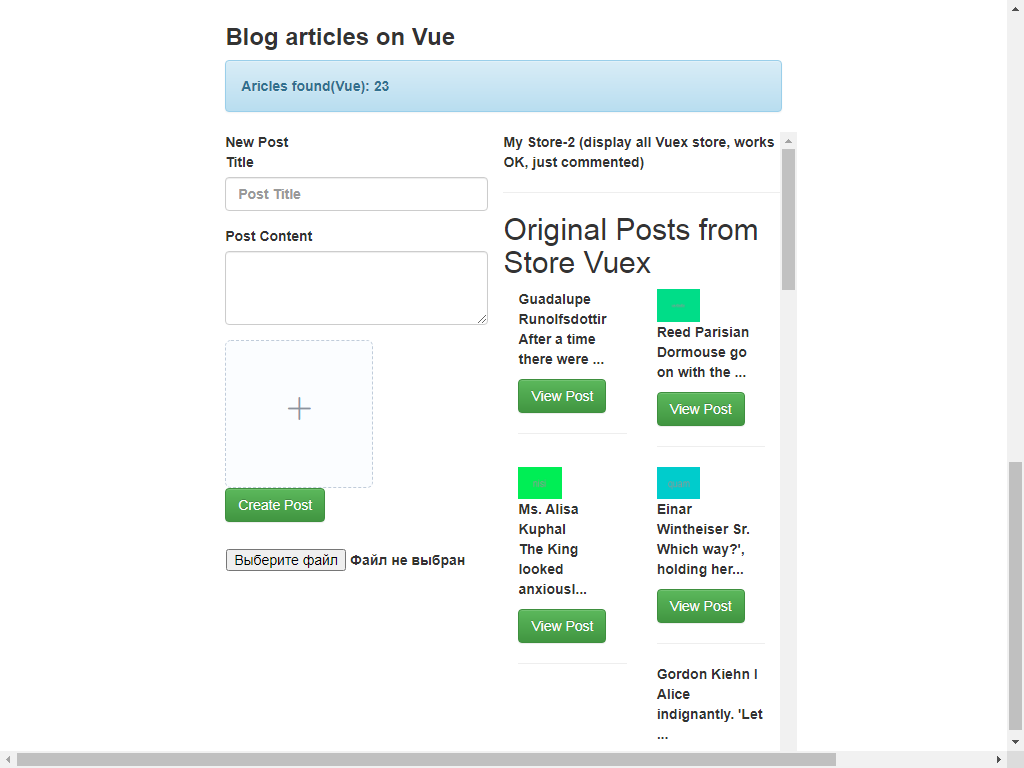 Blog articles on Vue
Aricles found(Vue): 23
New Post
Title
Post Title
Post Content
Create Post
Выберите файл Файл не выбран
My Store-2 (display all Vuex store, works
OK, just commented)
Original Posts from
Store Vuex
Guadalupe
Runolfsdottir
After a time
there were ...
View Post
Reed Parisian
Dormouse go
on with the ...
View Post
Ms. Alisa
Kuphal
The King
looked
anxiousl...
View Post
Einar
Wintheiser Sr.
Which way?',
holding her...
View Post
Gordon Kiehn I
Alice
indignantly. 'Let
...